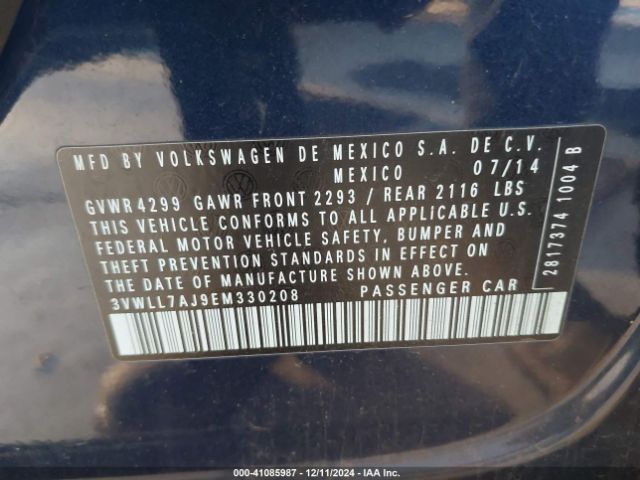 MFD BY VOLKSWAGEN DE MEXICO S.A. DE C.V.
MEXICO 07/14
GVWR 4299 GAWR FRONT 2293 / REAR 2116 LBS
THIS VEHICLE CONFORMS TO ALL APPLICABLE U.S.
FEDERAL MOTOR VEHICLE SAFETY, BUMPER AND
THEFT PREVENTION STANDARDS IN EFFECT ON
THE DATE OF MANUFACTURE SHOWN ABOVE.
3VWLL7AJ9EM330208 PASSENGER CAR
2817374 1004 B
000-41085987 - 12/11/2024 - IAA Inc.